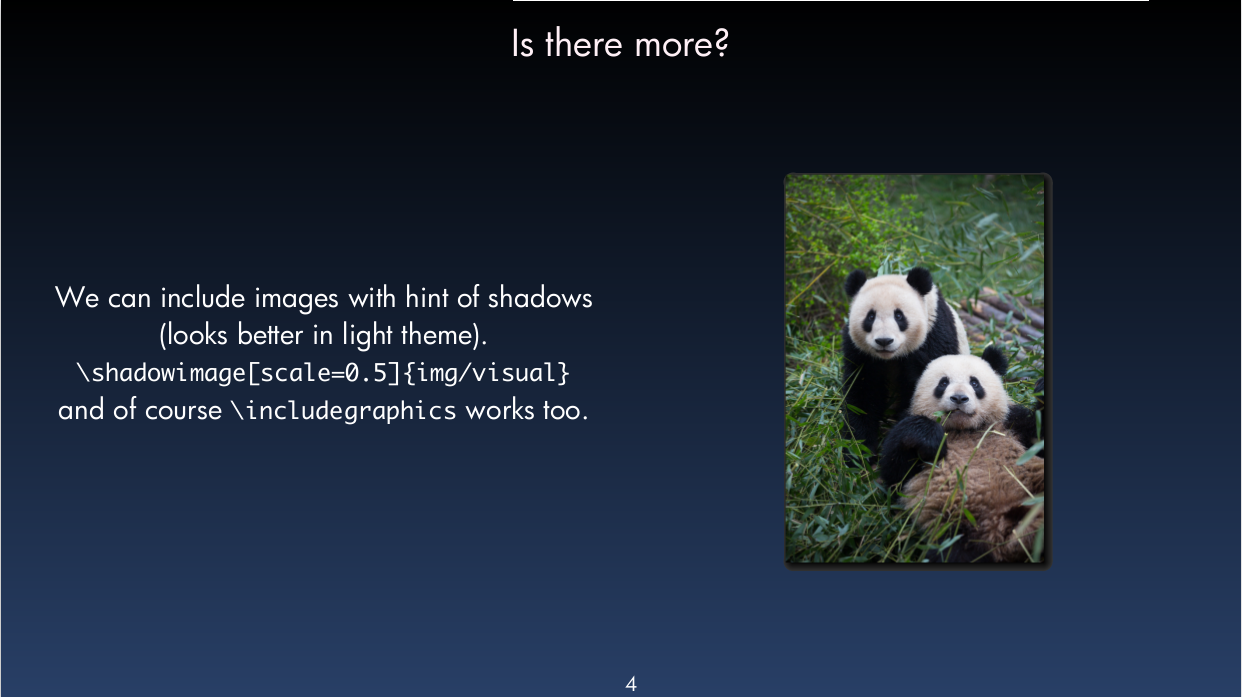 Is there more?
We can include images with hint of shadows
(looks better in light theme).
\shadowimage[scale=0.5]{img/visual}
and of course \includegraphics works too.
4